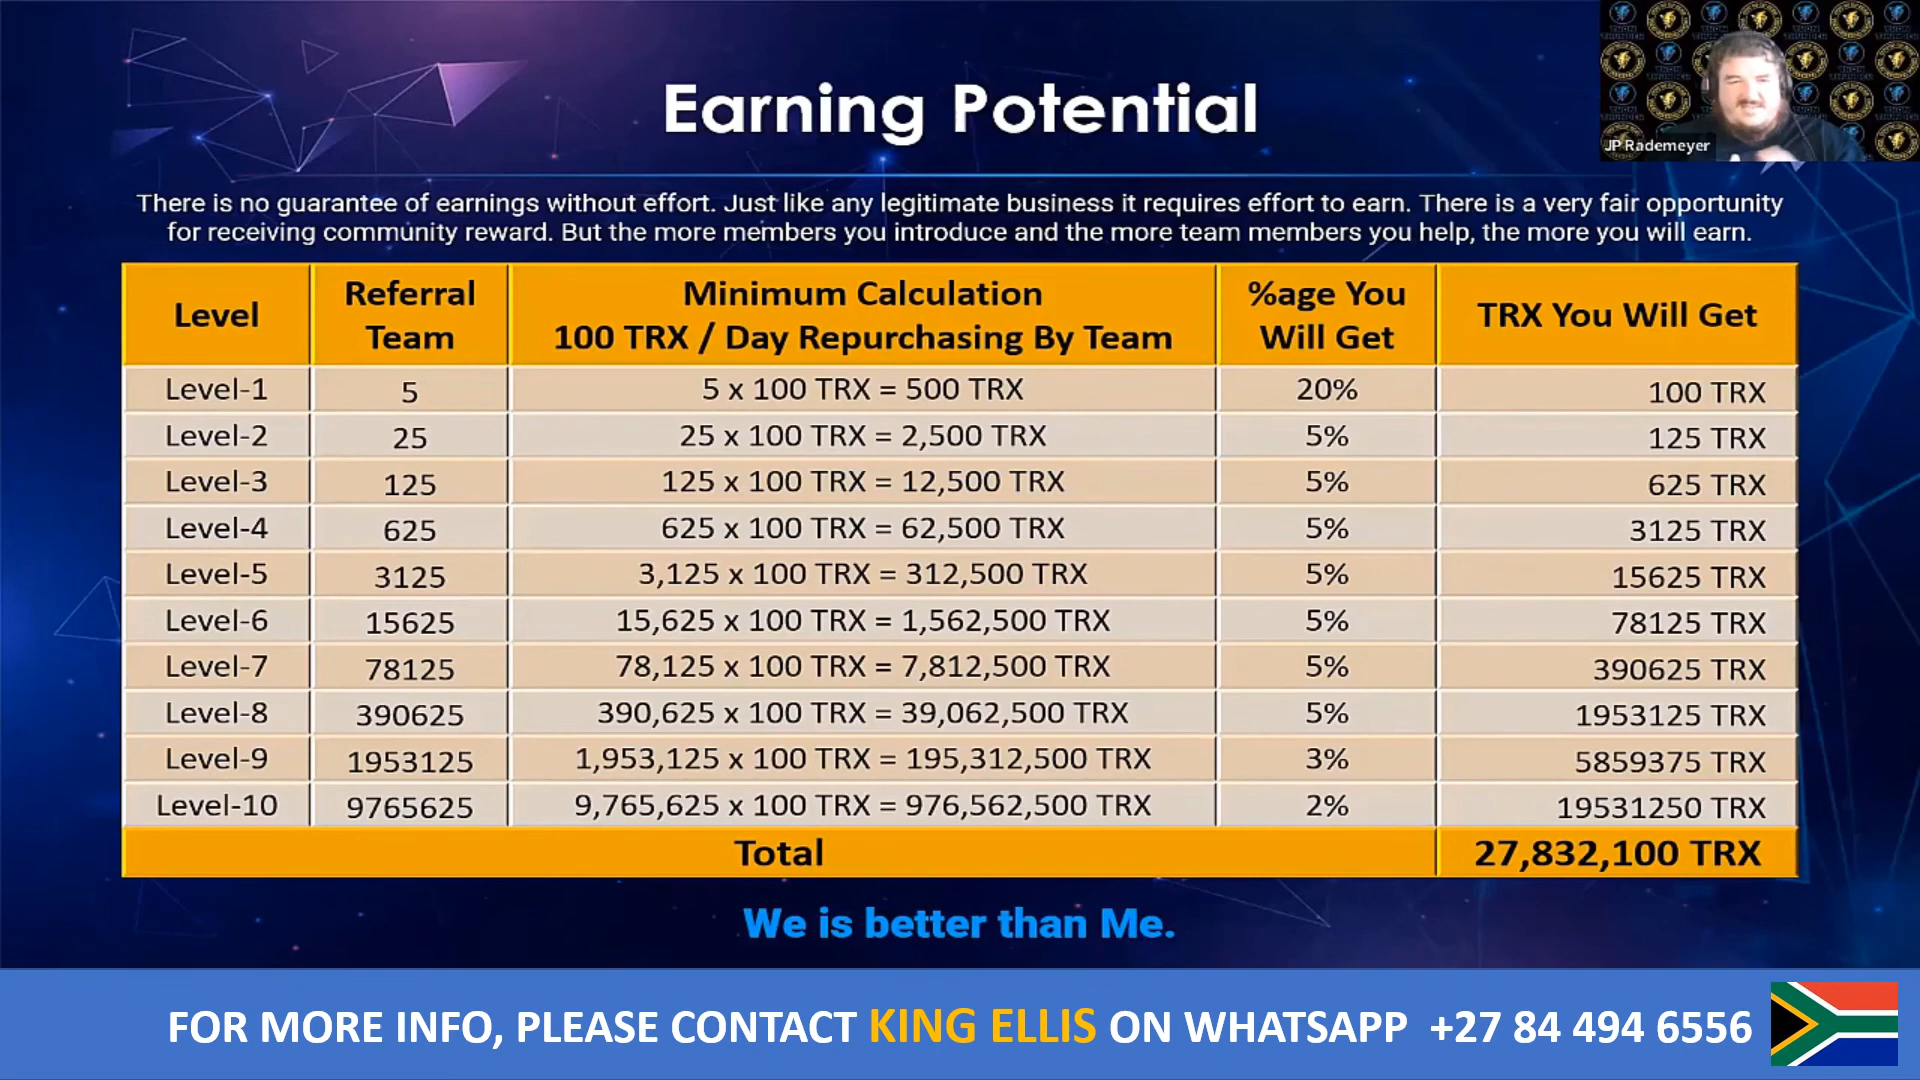 Earning Potential
JP Rademeyer
There is no guarantee of earnings without effort. Just like any legitimate business it requires effort to earn. There is a very fair opportunity
for receiving community reward. But the more members you introduce and the more team members you help, the more you will earn.
Level Referral Team Minimum Calculation 100 TRX / Day Repurchasing By Team %age You Will Get TRX You Will Get
Level-1 5 5 x 100 TRX = 500 TRX 20% 100 TRX
Level-2 25 25 x 100 TRX = 2,500 TRX 5% 125 TRX
Level-3 125 125 x 100 TRX = 12,500 TRX 5% 625 TRX
Level-4 625 625 x 100 TRX = 62,500 TRX 5% 3125 TRX
Level-5 3125 3,125 x 100 TRX = 312,500 TRX 5% 15625 TRX
Level-6 15625 15,625 x 100 TRX = 1,562,500 TRX 5% 78125 TRX
Level-7 78125 78,125 x 100 TRX = 7,812,500 TRX 5% 390625 TRX
Level-8 390625 390,625 x 100 TRX = 39,062,500 TRX 5% 1953125 TRX
Level-9 1953125 1,953,125 x 100 TRX = 195,312,500 TRX 3% 5859375 TRX
Level-10 9765625 9,765,625 x 100 TRX = 976,562,500 TRX 2% 19531250 TRX
Total 27,832,100 TRX
We is better than Me.
FOR MORE INFO, PLEASE CONTACT KING ELLIS ON WHATSAPP +27 84 494 6556